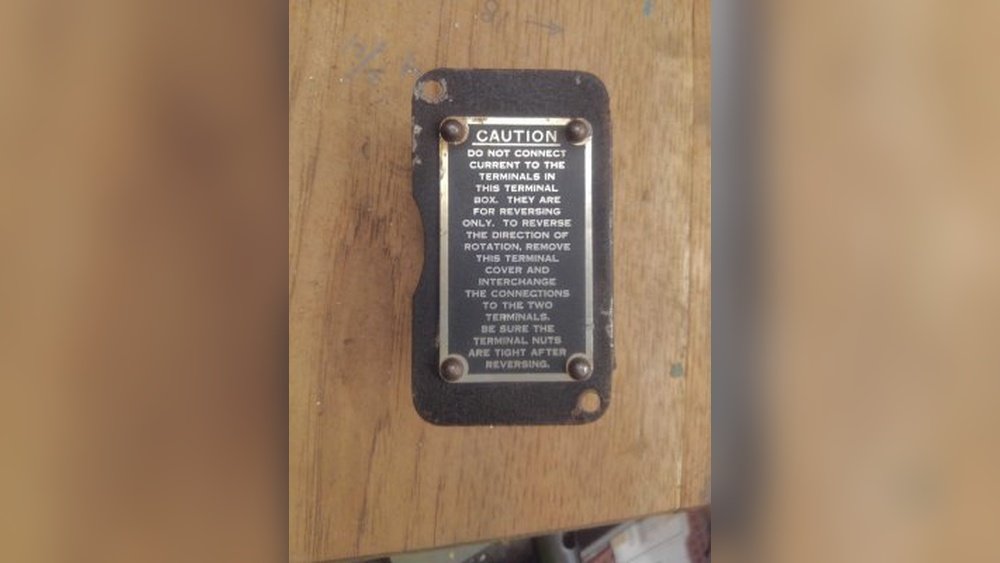 CAUTION
DO NOT CONNECT
CURRENT TO THE
TERMINALS IN
THIS TERMINAL
BOX. THEY ARE
FOR REVERSING
ONLY. TO REVERSE
THE DIRECTION OF
ROTATION, REMOVE
THIS TERMINAL
COVER AND
INTERCHANGE
THE CONNECTIONS
TO THE TWO
TERMINALS.
BE SURE THE
TERMINAL NUTS
ARE TIGHT AFTER
REVERSING.